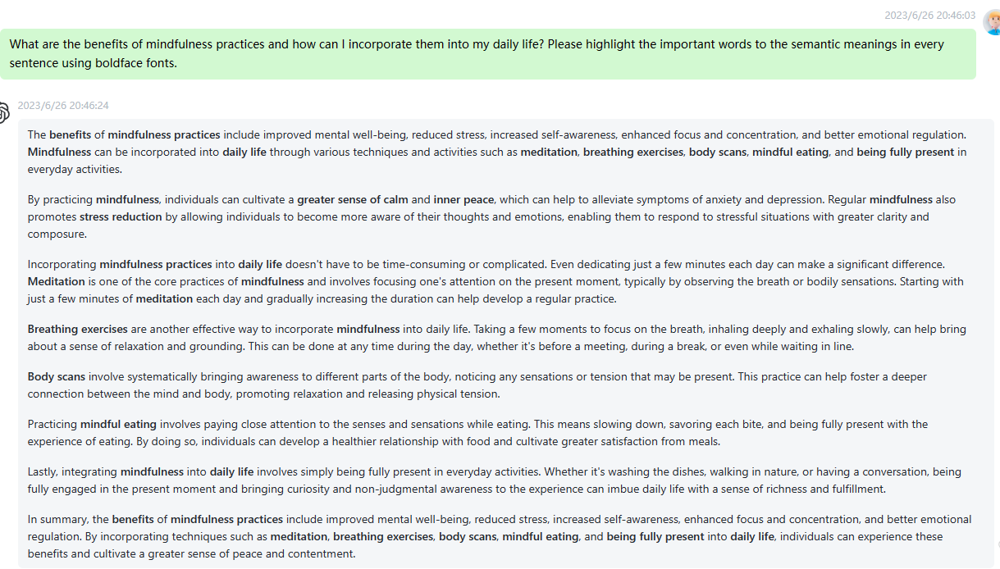 2023/6/26 20:46:03
What are the benefits of mindfulness practices and how can I incorporate them into my daily life? Please highlight the important words to the semantic meanings in every
sentence using boldface fonts.
2023/6/26 20:46:24
The benefits of mindfulness practices include improved mental well-being, reduced stress, increased self-awareness, enhanced focus and concentration, and better emotional regulation.
Mindfulness can be incorporated into daily life through various techniques and activities such as meditation, breathing exercises, body scans, mindful eating, and being fully present in
everyday activities.
By practicing mindfulness, individuals can cultivate a greater sense of calm and inner peace, which can help to alleviate symptoms of anxiety and depression. Regular mindfulness also
promotes stress reduction by allowing individuals to become more aware of their thoughts and emotions, enabling them to respond to stressful situations with greater clarity and
composure.
Incorporating mindfulness practices into daily life doesn't have to be time-consuming or complicated. Even dedicating just a few minutes each day can make a significant difference.
Meditation is one of the core practices of mindfulness and involves focusing one's attention on the present moment, typically by observing the breath or bodily sensations. Starting with
just a few minutes of meditation each day and gradually increasing the duration can help develop a regular practice.
Breathing exercises are another effective way to incorporate mindfulness into daily life. Taking a few moments to focus on the breath, inhaling deeply and exhaling slowly, can help bring
about a sense of relaxation and grounding. This can be done at any time during the day, whether it's before a meeting, during a break, or even while waiting in line.
Body scans involve systematically bringing awareness to different parts of the body, noticing any sensations or tension that may be present. This practice can help foster a deeper
connection between the mind and body, promoting relaxation and releasing physical tension.
Practicing mindful eating involves paying close attention to the senses and sensations while eating. This means slowing down, savoring each bite, and being fully present with the
experience of eating. By doing so, individuals can develop a healthier relationship with food and cultivate greater satisfaction from meals.
Lastly, integrating mindfulness into daily life involves simply being fully present in everyday activities. Whether it's washing the dishes, walking in nature, or having a conversation, being
fully engaged in the present moment and bringing curiosity and non-judgmental awareness to the experience can imbue daily life with a sense of richness and fulfillment.
In summary, the benefits of mindfulness practices include improved mental well-being, reduced stress, increased self-awareness, enhanced focus and concentration, and better emotional
regulation. By incorporating techniques such as meditation, breathing exercises, body scans, mindful eating, and being fully present into daily life, individuals can experience these
benefits and cultivate a greater sense of peace and contentment.